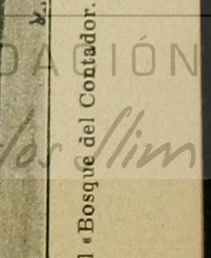 l «Bosque del Contador.
DACIÓN
los Slim